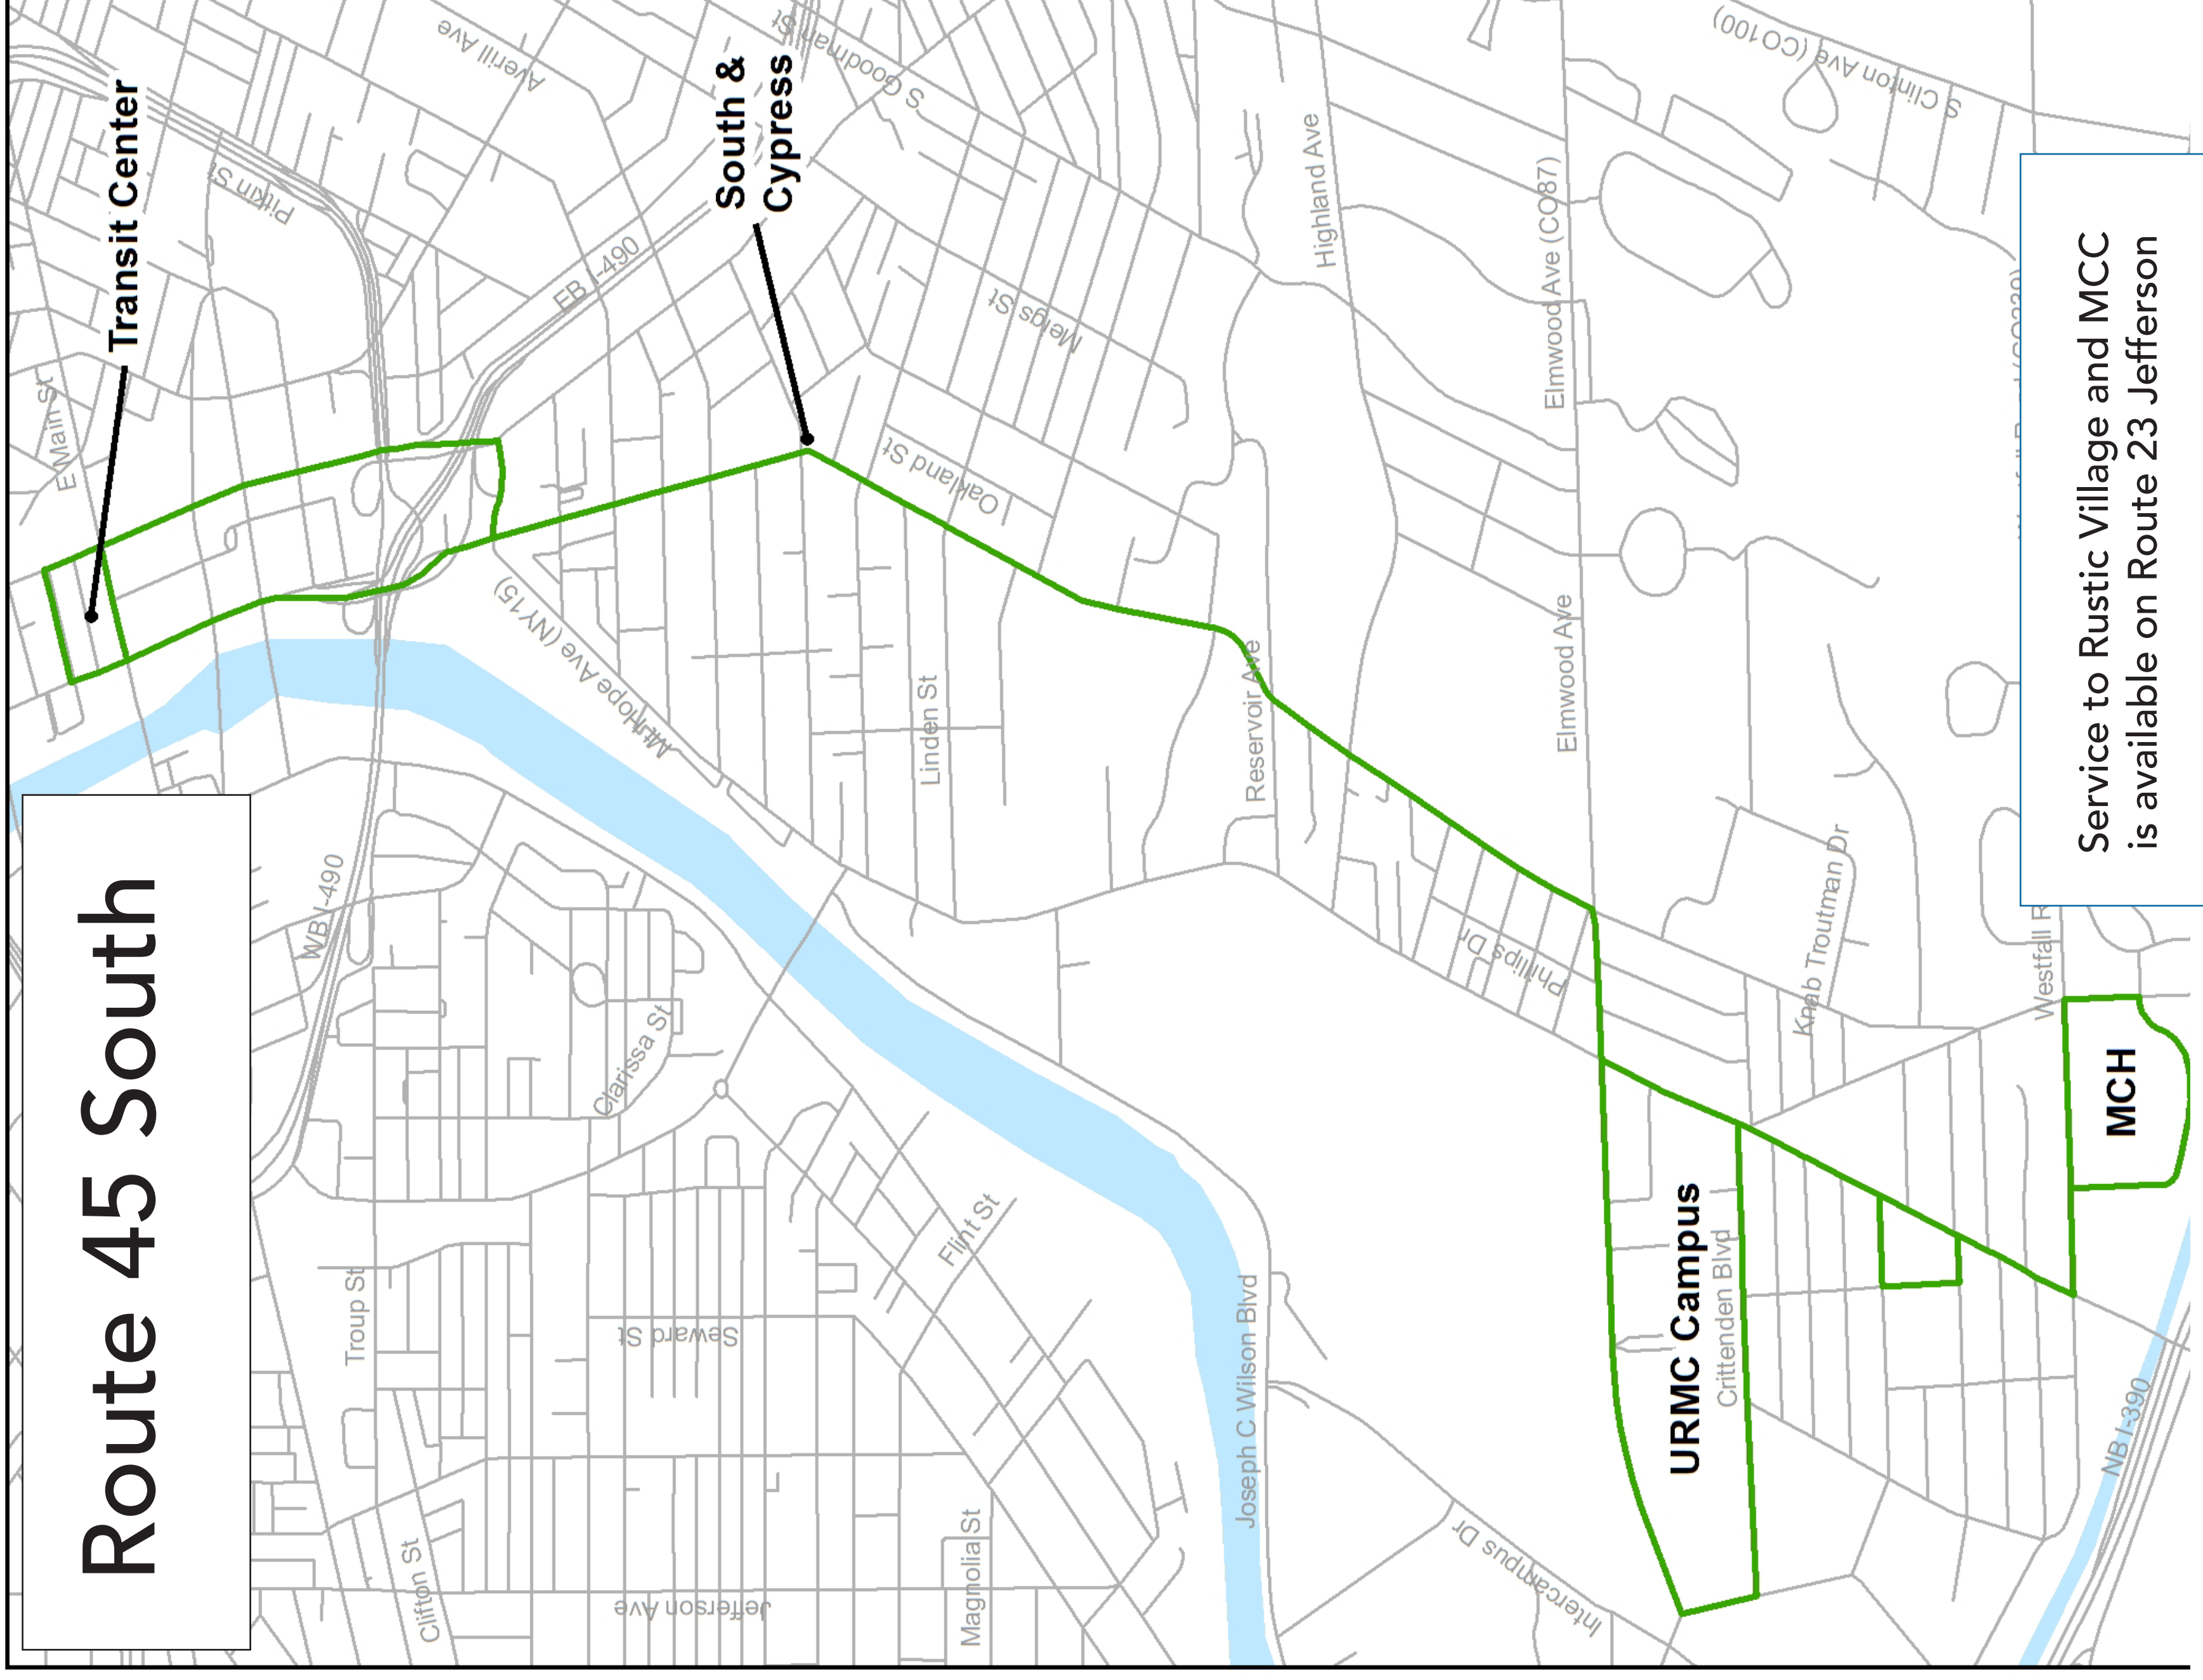 Route 45 South
Transit Center
South &
Cypress
URMC Campus
MCH
Service to Rustic Village and MCC
is available on Route 23 Jefferson
E Main St
Pitkin St
Averill Ave
S Goodman St
EB I-490
WB I-490
Meigs St
Oakland St
Mt Hope Ave (NY15)
Linden St
Highland Ave
Reservoir Ave
Elmwood Ave (CO87)
Elmwood Ave
S Clinton Ave (CO100)
Phillips Dr
Knab Troutman Dr
Westfall R
Clarissa St
Troup St
Flint St
Seward St
Clifton St
Jefferson Ave
Magnolia St
Joseph C Wilson Blvd
Crittenden Blvd
Intercampus Dr
NB I-390